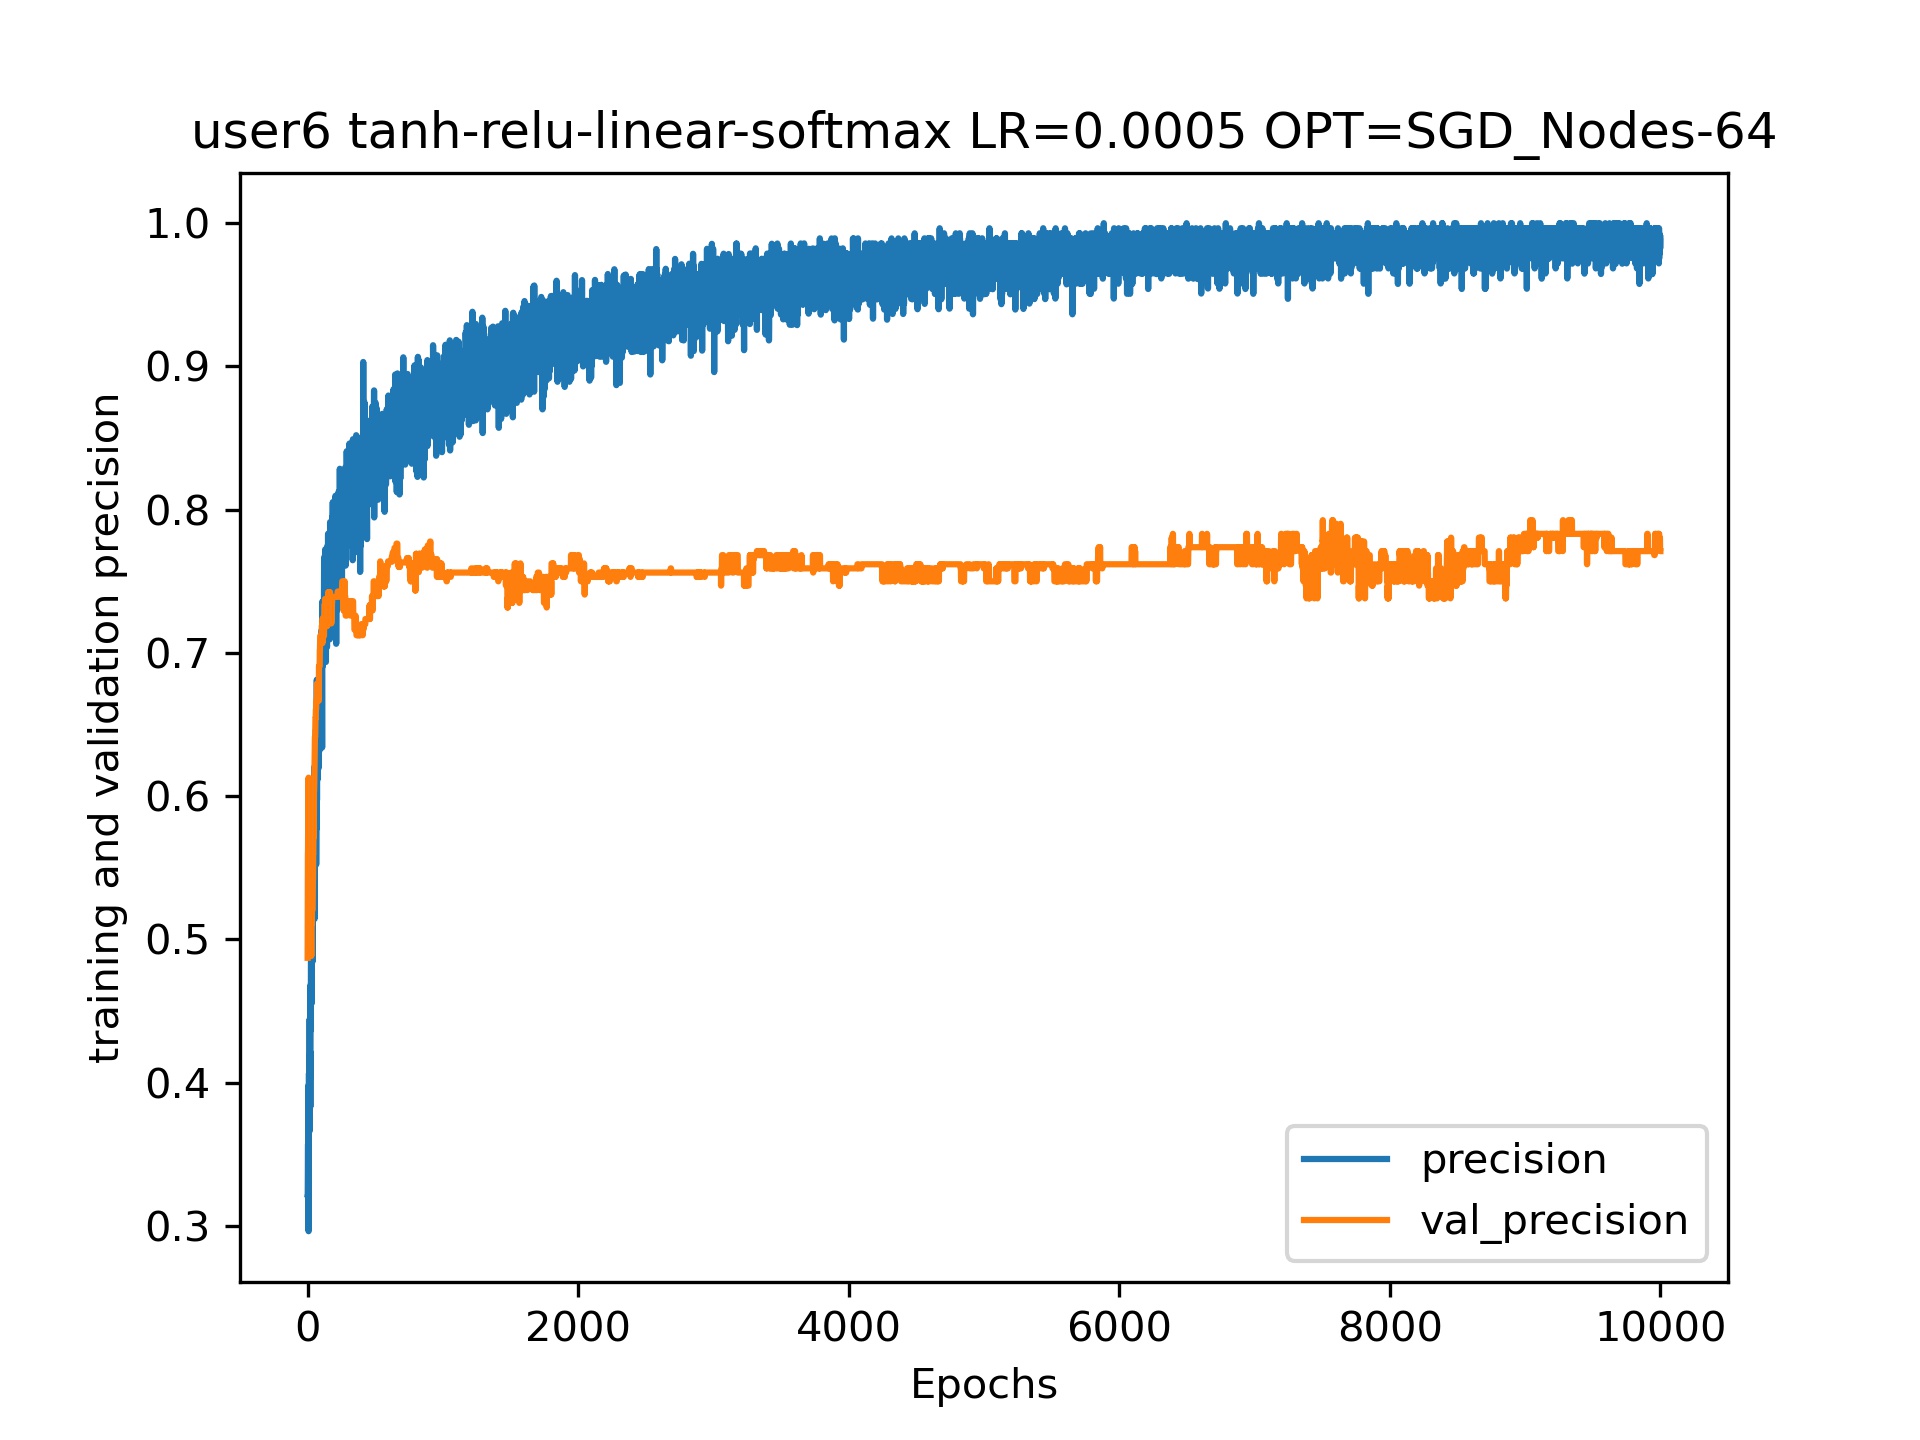 user6 tanh-relu-linear-softmax LR=0.0005 OPT=SGD_Nodes-64
training and validation precision
1.0
0.9
0.8
0.7
0.6
0.5
0.4
0.3
precision
val_precision
0 2000 4000 6000 8000 10000
Epochs